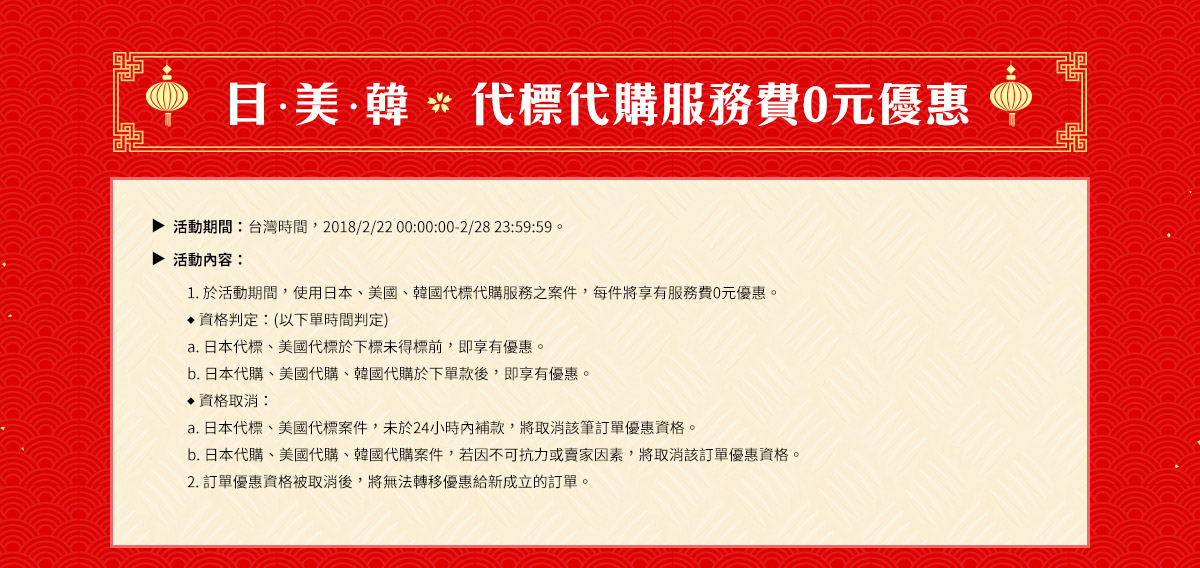 日·美·韓 代標代購服務費0元優惠
▶ 活動期間：台灣時間，2018/2/22 00:00:00-2/28 23:59:59。
▶ 活動內容：
1. 於活動期間，使用日本、美國、韓國代標代購服務之案件，每件將享有服務費0元優惠。
◆ 資格判定：(以下單時間判定)
a. 日本代標、美國代標於下標未得標前，即享有優惠。
b. 日本代購、美國代購、韓國代購於下單款後，即享有優惠。
◆ 資格取消：
a. 日本代標、美國代標案件，未於24小時內補款，將取消該筆訂單優惠資格。
b. 日本代購、美國代購、韓國代購案件，若因不可抗力或賣家因素，將取消該訂單優惠資格。
2. 訂單優惠資格被取消後，將無法轉移優惠給新成立的訂單。